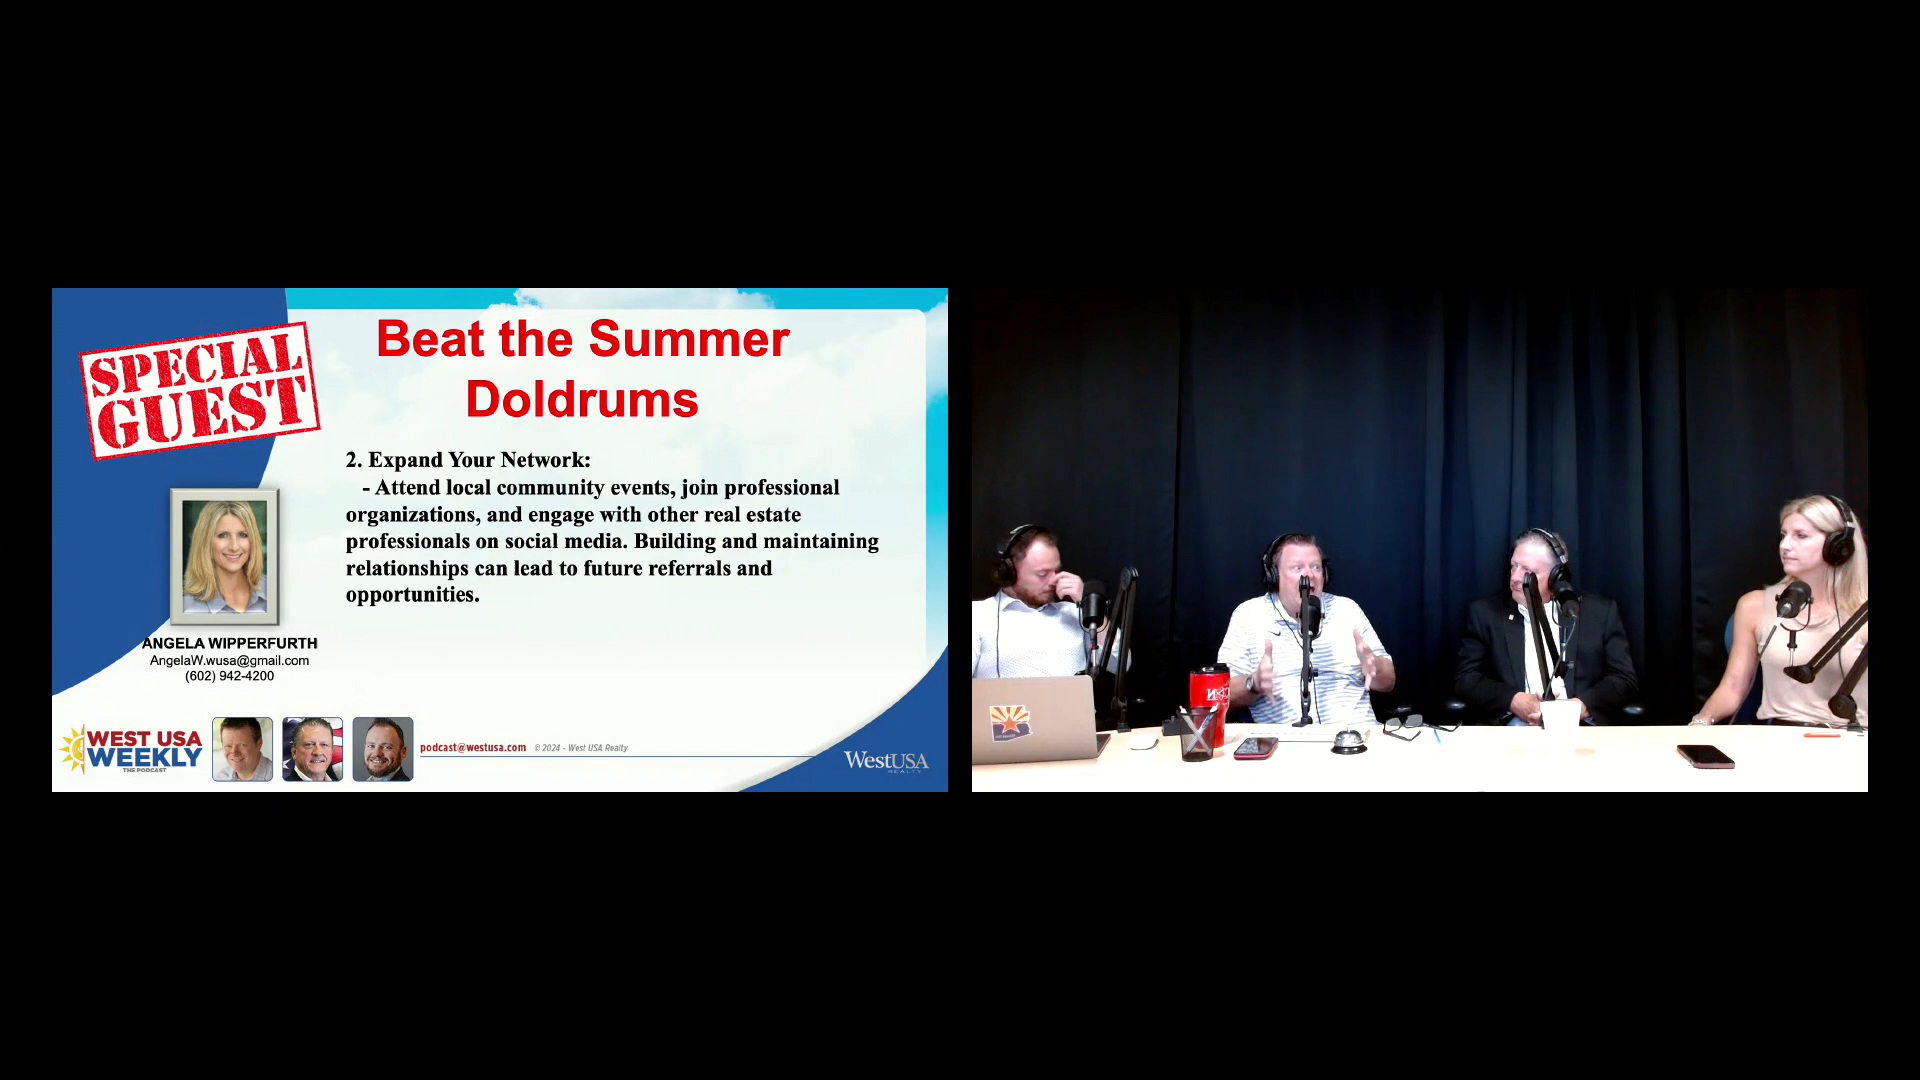 SPECIAL
GUEST
Beat the Summer
Doldrums
2. Expand Your Network:
- Attend local community events, join professional
organizations, and engage with other real estate
professionals on social media. Building and maintaining
relationships can lead to future referrals and
opportunities.
ANGELA WIPPERFURTH
AngelaW.wusa@gmail.com
(602) 942-4200
WEST USA
WEEKLY
THE PODCAST
podcast@westusa.com © 2024 - West USA Realty
WestUSA
REALTY